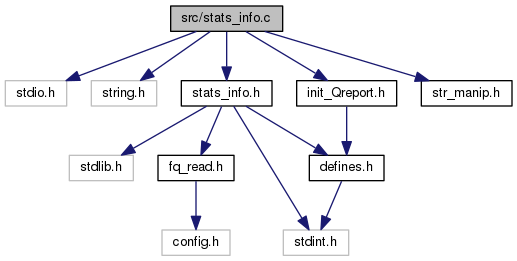 src/stats_info.c
stdio.h
string.h
stats_info.h
init_Qreport.h
str_manip.h
stdlib.h
fq_read.h
defines.h
config.h
stdint.h